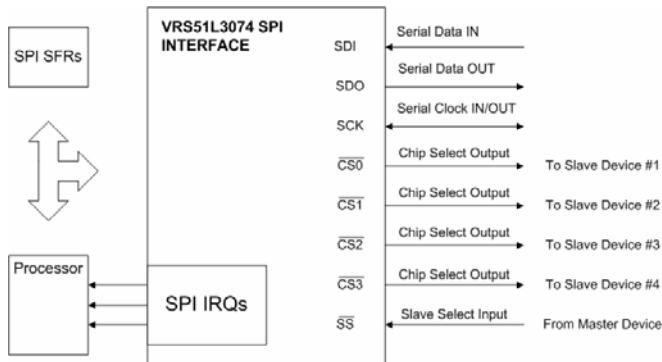 VRS51L3074 SPI
INTERFACE
SPI SFRs
SDI
Serial Data IN
SDO
Serial Data OUT
SCK
Serial Clock IN/OUT
CS0
Chip Select Output
To Slave Device #1
CS1
Chip Select Output
To Slave Device #2
CS2
Chip Select Output
To Slave Device #3
CS3
Chip Select Output
To Slave Device #4
SS
Slave Select Input
From Master Device
Processor
SPI IRQs